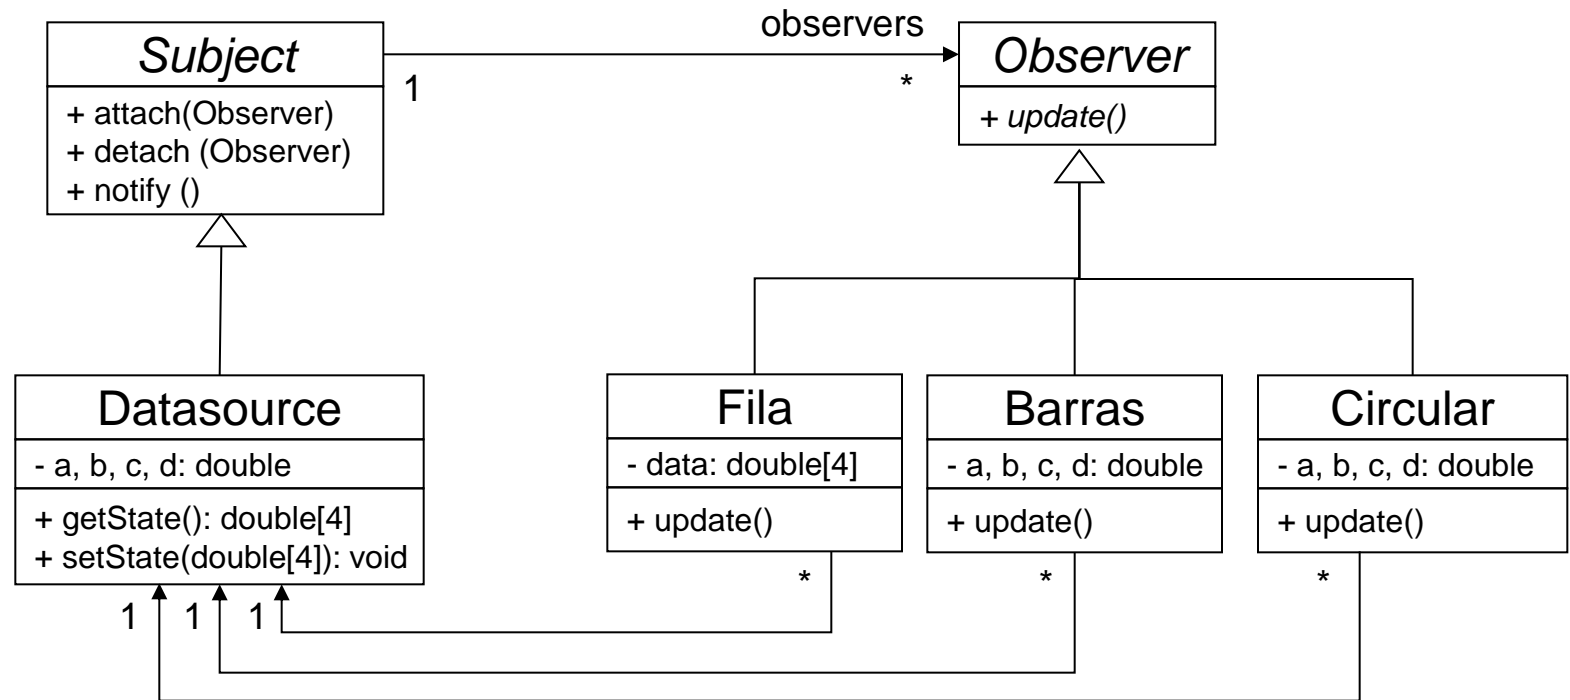 observers
Subject
1
*
Observer
+ attach(Observer)
+ detach (Observer)
+ notify ()
+ update()
Datasource
- a, b, c, d: double
+ getState(): double[4]
+ setState(double[4]): void
Fila
- data: double[4]
+ update()
Barras
- a, b, c, d: double
+ update()
Circular
- a, b, c, d: double
+ update()
*
*
*
1
1
1